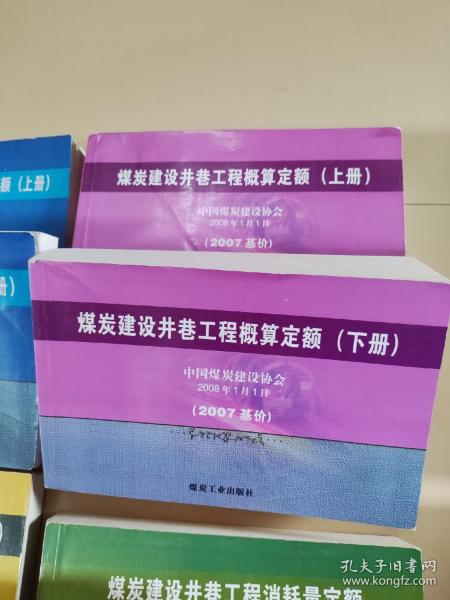 额（上册）
煤炭建设井巷工程概算定额（上册）
中国煤炭建设协会
2008年1月1日
（2007基价）
册）
煤炭建设井巷工程概算定额（下册）
中国煤炭建设协会
2008年1月1日
（2007基价）
煤炭工业出版社
）
煤炭建设井巷工程消耗量定额
孔夫子旧书网
www.kongfz.com